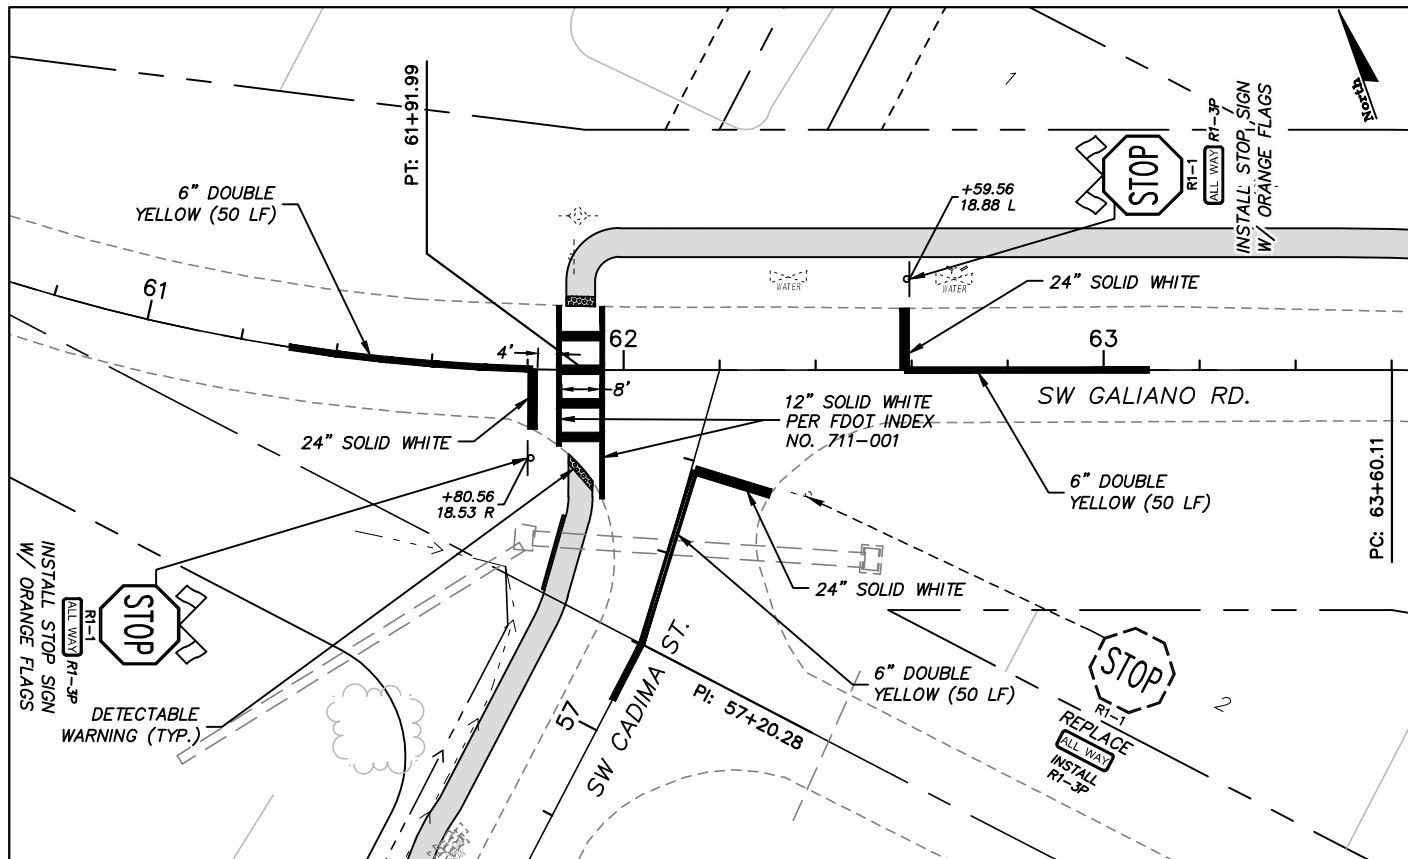 North
1
PT: 61+91.99
6" DOUBLE
YELLOW (50 LF)
STOP
R1-1
ALL WAY
R1-3P
INSTALL STOP SIGN
W/ ORANGE FLAGS
+59.56
18.88 L
WATER
WATER
24" SOLID WHITE
61
62
63
4'
8'
SW GALIANO RD.
12" SOLID WHITE
PER FDOT INDEX
NO. 711-001
24" SOLID WHITE
+80.56
18.53 R
6" DOUBLE
YELLOW (50 LF)
PC: 63+60.11
24" SOLID WHITE
INSTALL STOP SIGN
W/ ORANGE FLAGS
STOP
R1-1
ALL WAY
R1-3P
DETECTABLE
WARNING (TYP.)
6" DOUBLE
YELLOW (50 LF)
57
SW CADIMA ST.
PI: 57+20.28
STOP
R1-1
REPLACE
ALL WAY
INSTALL
R1-3P
2